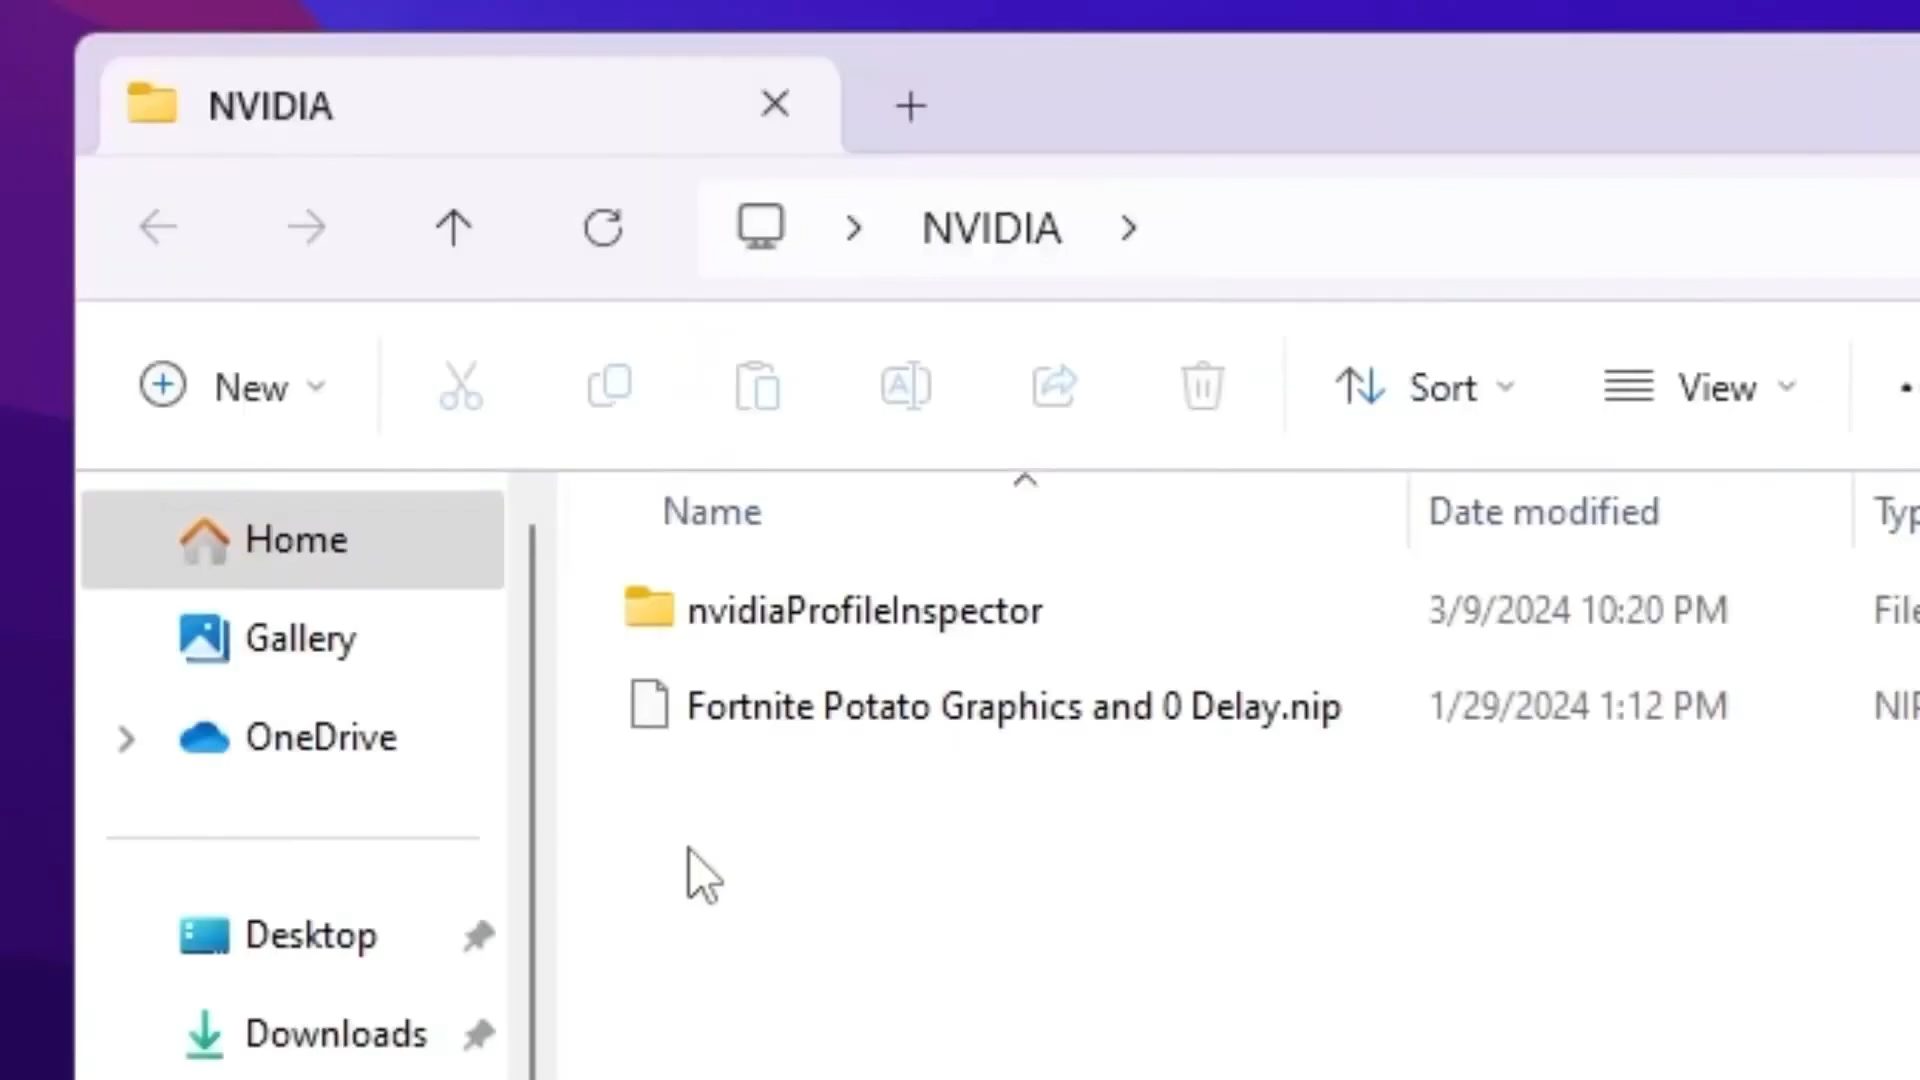 NVIDIA
NVIDIA
New
Sort
View
Name
Date modified
Home
nvidiaProfileInspector
3/9/2024 10:20 PM
Gallery
Fortnite Potato Graphics and 0 Delay.nip
1/29/2024 1:12 PM
OneDrive
Desktop
Downloads